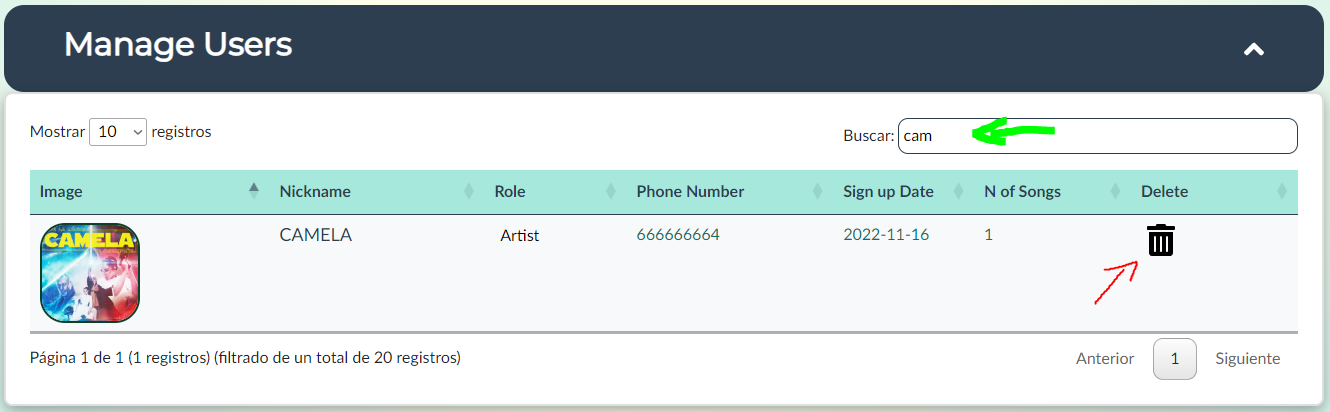 Manage Users
Mostrar 10 registros
Buscar: cam
Image Nickname Role Phone Number Sign up Date N of Songs Delete
CAMELA
CAMELA Artist 666666664 2022-11-16 1
Página 1 de 1 (1 registros) (filtrado de un total de 20 registros)
Anterior 1 Siguiente